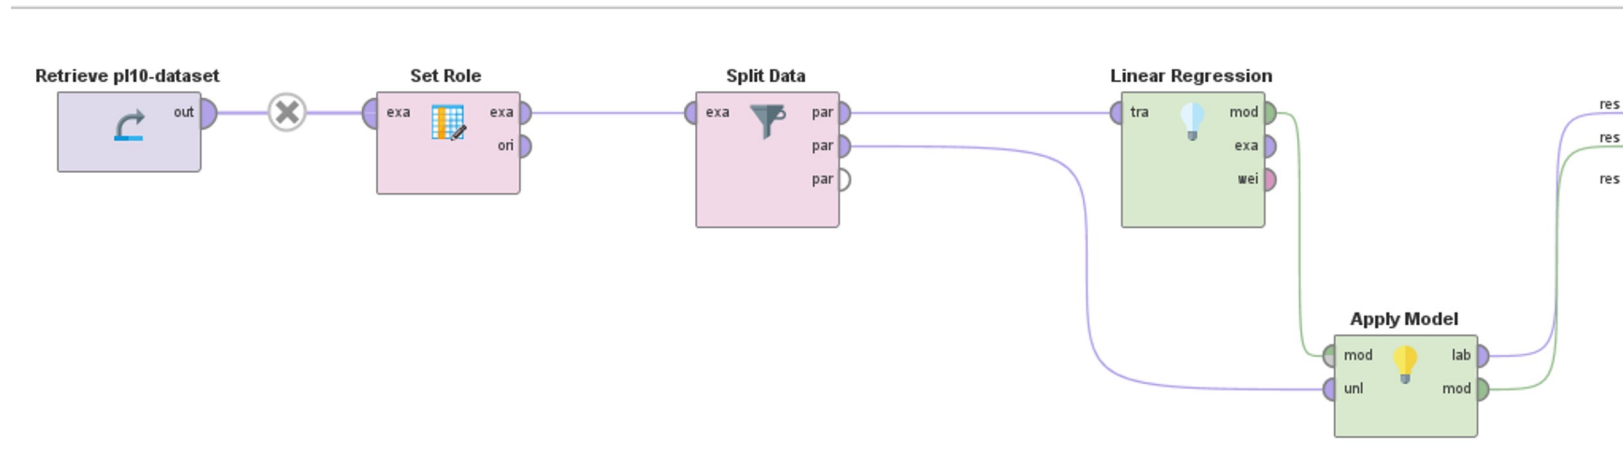 Retrieve pl10-dataset
out
Set Role
exa
exa
ori
Split Data
exa
par
par
par
Linear Regression
tra
mod
exa
wei
Apply Model
mod
unl
lab
mod
res
res
res